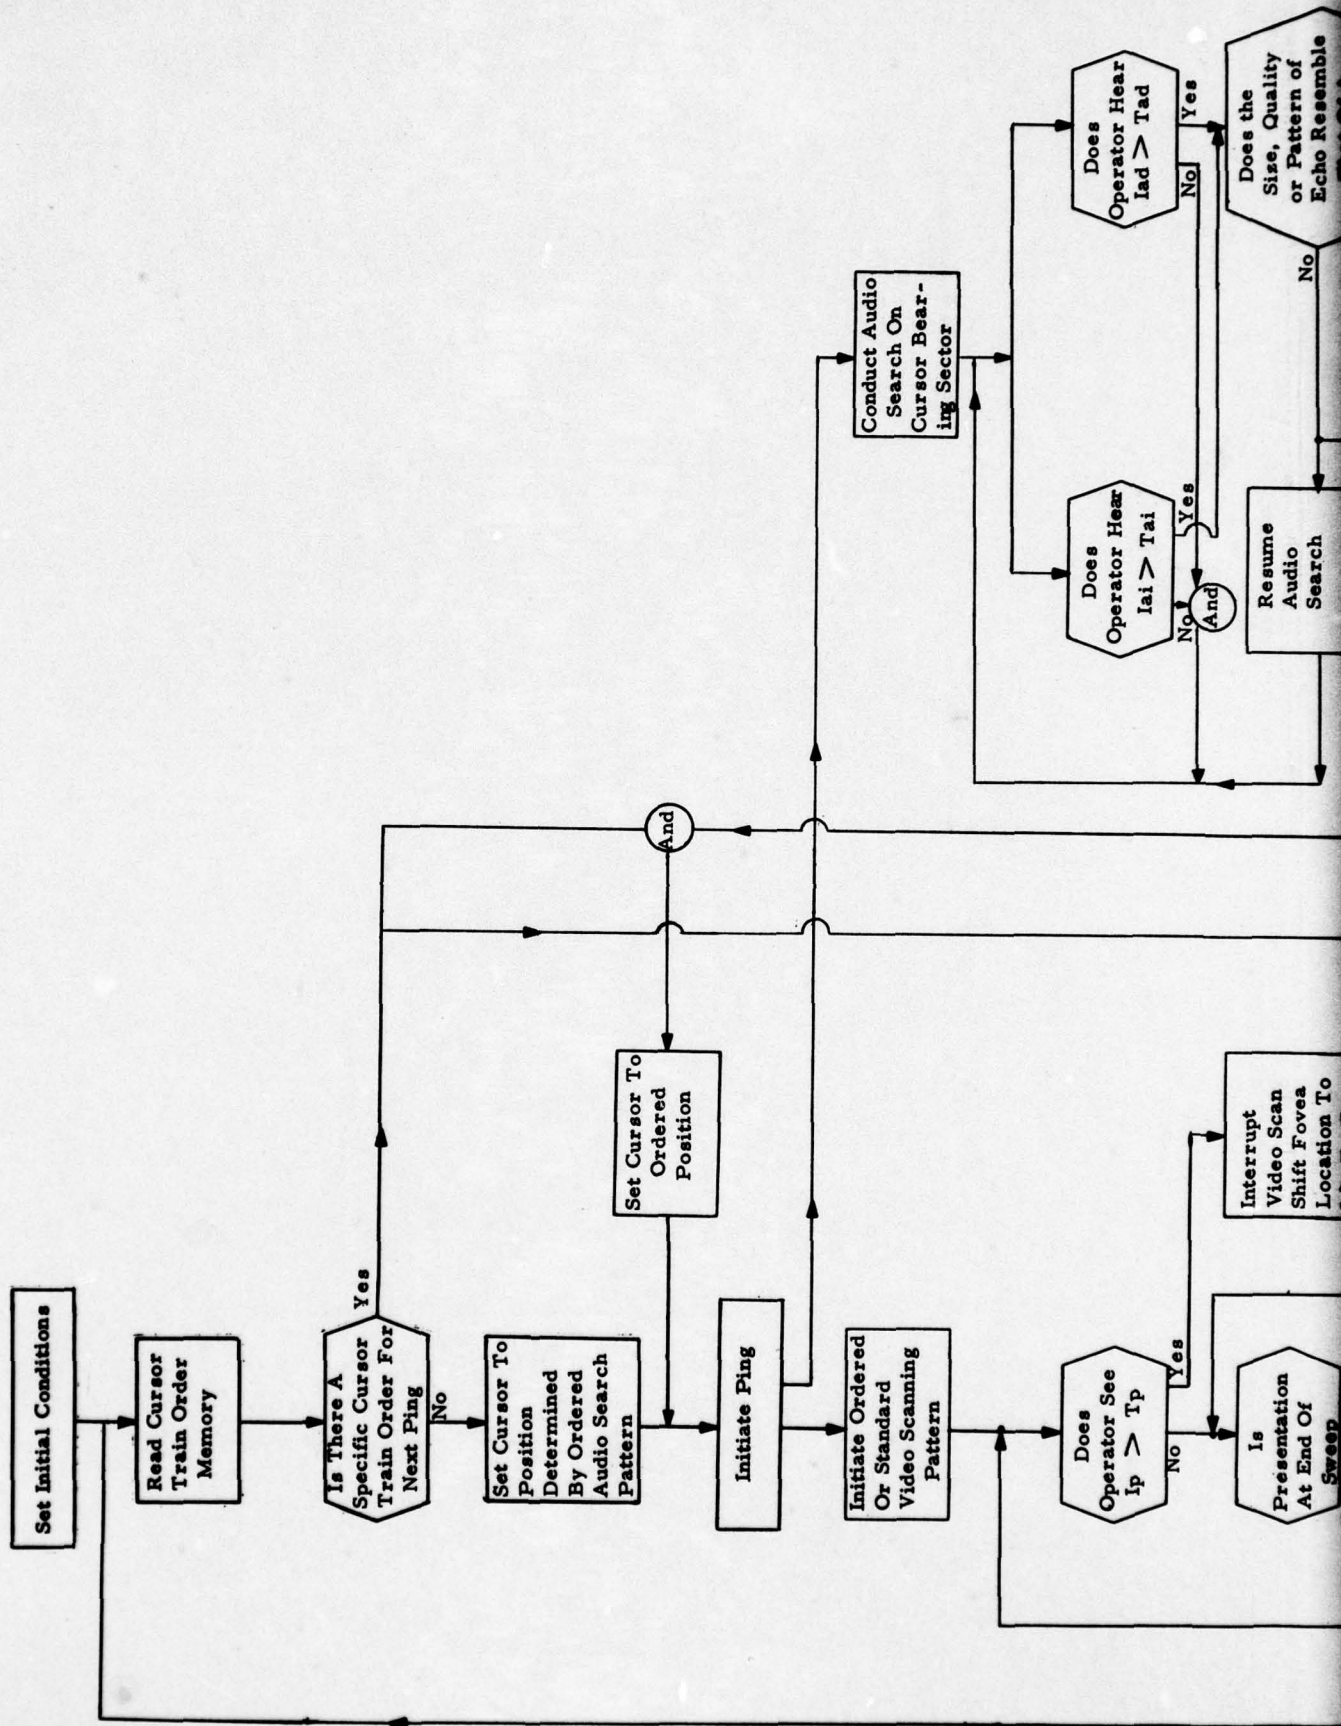 Set Initial Conditions
Read Cursor
Train Order
Memory
Is There A
Specific Cursor
Train Order For
Next Ping
Yes
No
Set Cursor To
Position
Determined
By Ordered
Audio Search
Pattern
And
Set Cursor To
Ordered
Position
Initiate Ping
Initiate Ordered
Or Standard
Video Scanning
Pattern
Conduct Audio
Search On
Cursor Bear-
ing Sector
Does
Operator See
Ip > Tp
Yes
No
Does
Operator Hear
Iai > Tai
Yes
No
And
Does
Operator Hear
Iad > Tad
Yes
No
Is
Presentation
At End Of
Sweep
Interrupt
Video Scan
Shift Fovea
Location To
Resume
Audio
Search
Does the
Size, Quality
or Pattern of
Echo Resemble
No